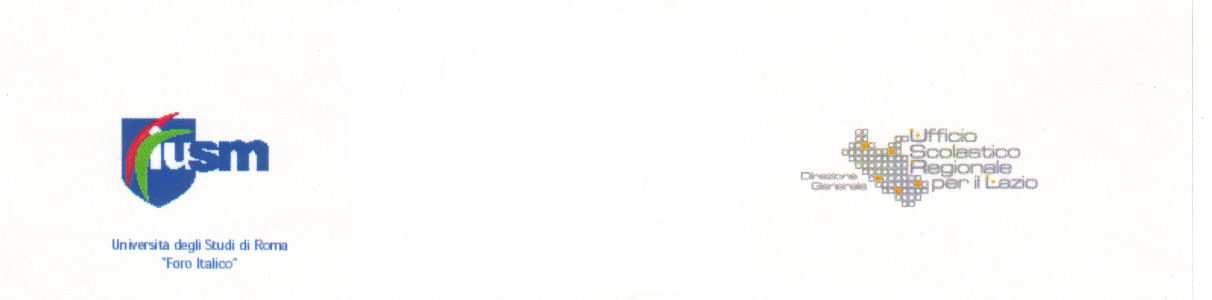 iusm
Università degli Studi di Roma
"Foro Italico"
Direzione
Generale
Ufficio
Scolastico
Regionale
per il Lazio